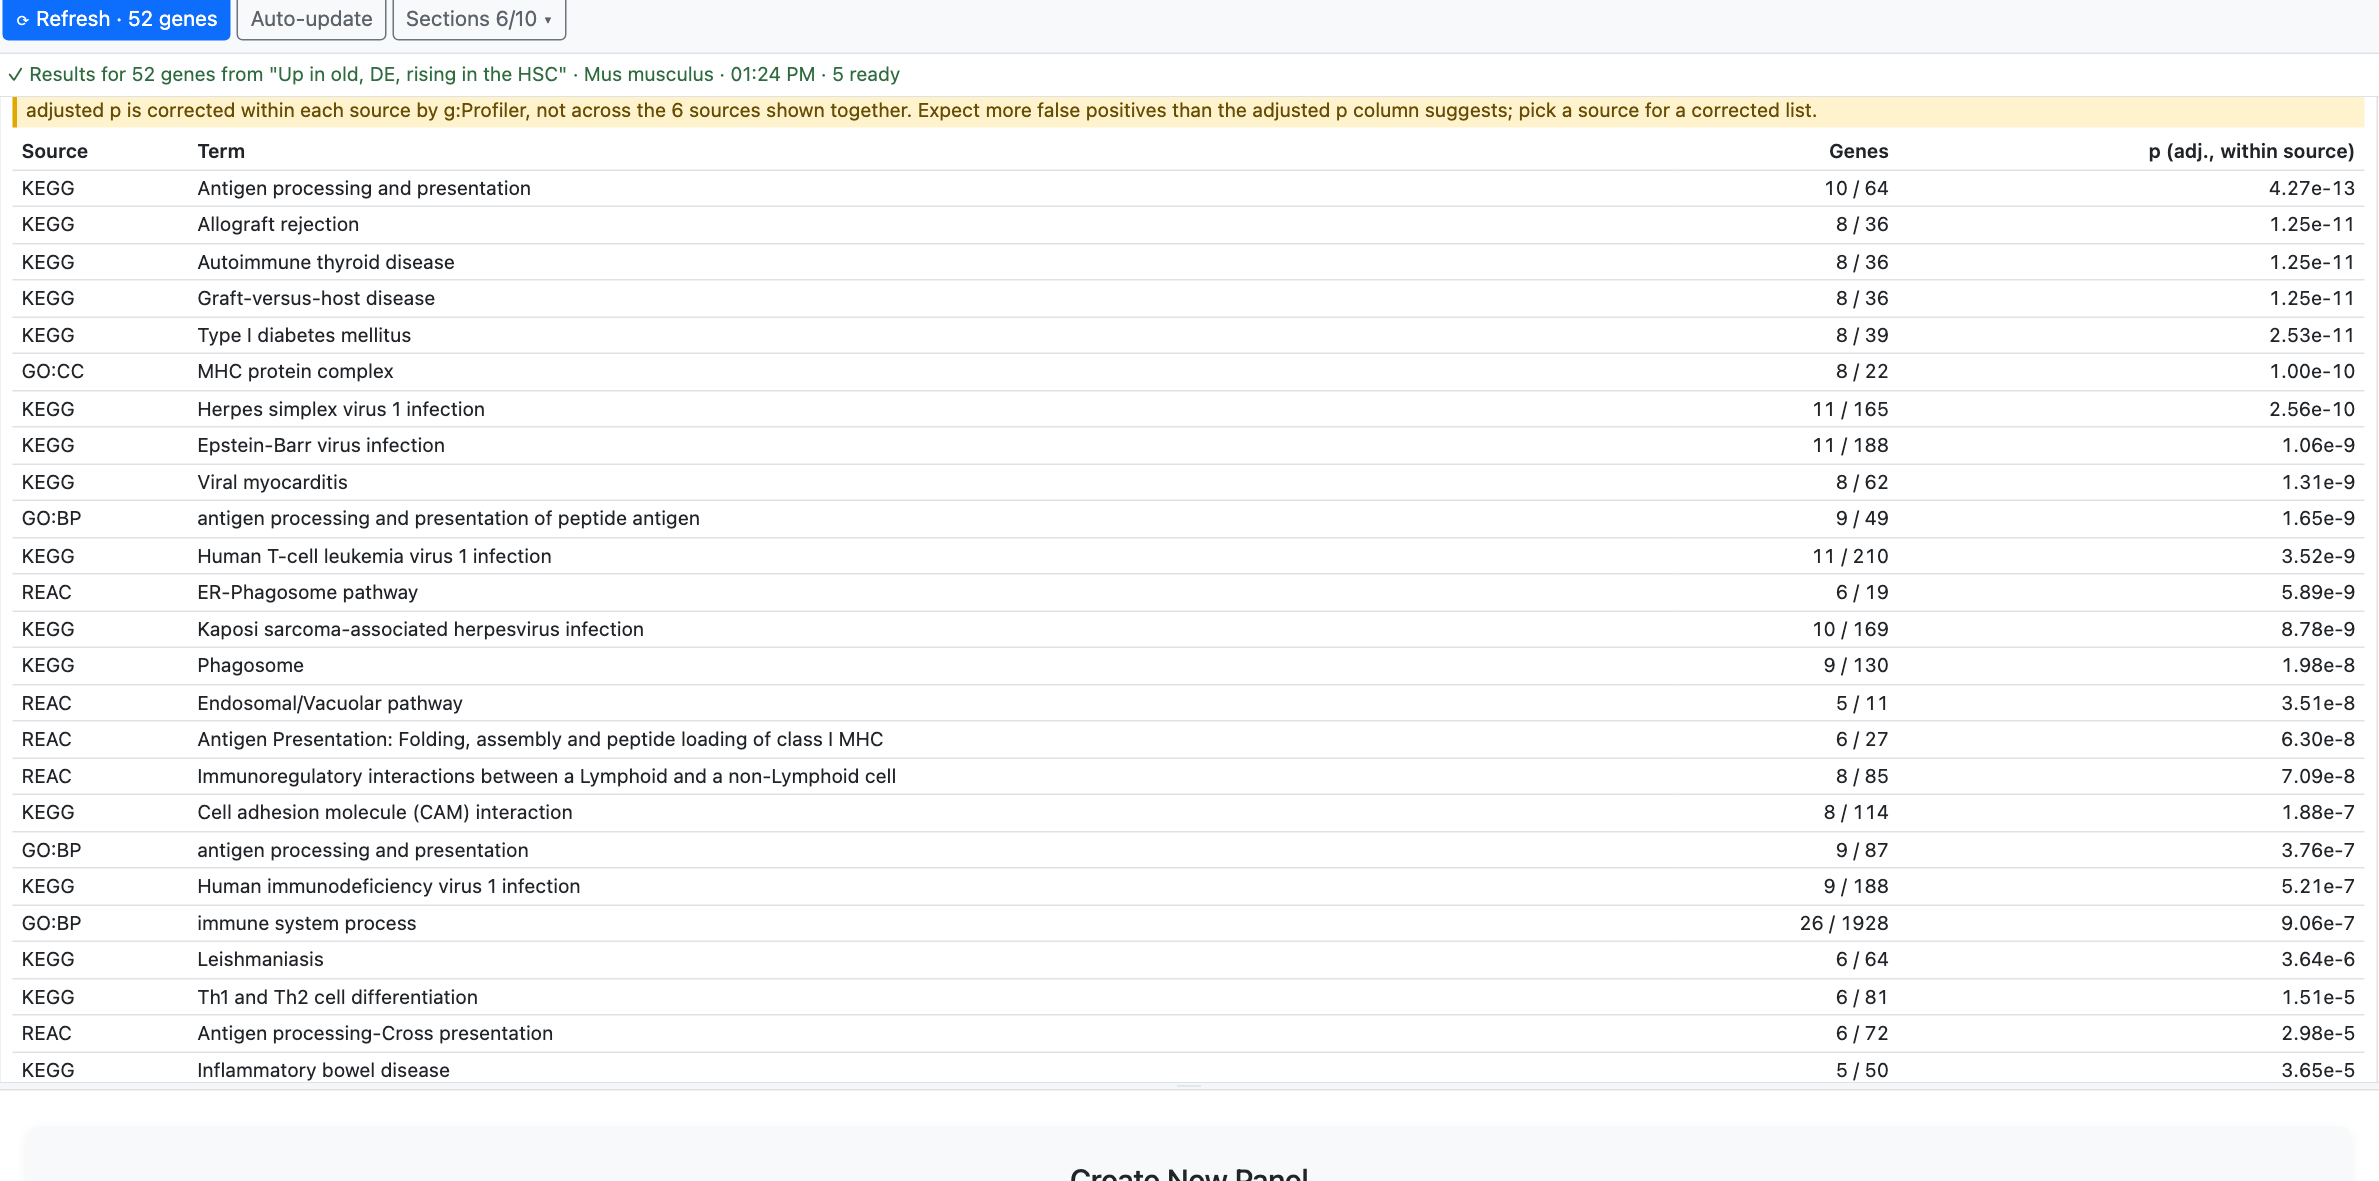 ⟳ Refresh · 52 genes Auto-update Sections 6/10 ▾
✓ Results for 52 genes from "Up in old, DE, rising in the HSC" · Mus musculus · 01:24 PM · 5 ready
adjusted p is corrected within each source by g:Profiler, not across the 6 sources shown together. Expect more false positives than the adjusted p column suggests; pick a source for a corrected list.
Source Term Genes p (adj., within source)
KEGG Antigen processing and presentation 10 / 64 4.27e-13
KEGG Allograft rejection 8 / 36 1.25e-11
KEGG Autoimmune thyroid disease 8 / 36 1.25e-11
KEGG Graft-versus-host disease 8 / 36 1.25e-11
KEGG Type I diabetes mellitus 8 / 39 2.53e-11
GO:CC MHC protein complex 8 / 22 1.00e-10
KEGG Herpes simplex virus 1 infection 11 / 165 2.56e-10
KEGG Epstein-Barr virus infection 11 / 188 1.06e-9
KEGG Viral myocarditis 8 / 62 1.31e-9
GO:BP antigen processing and presentation of peptide antigen 9 / 49 1.65e-9
KEGG Human T-cell leukemia virus 1 infection 11 / 210 3.52e-9
REAC ER-Phagosome pathway 6 / 19 5.89e-9
KEGG Kaposi sarcoma-associated herpesvirus infection 10 / 169 8.78e-9
KEGG Phagosome 9 / 130 1.98e-8
REAC Endosomal/Vacuolar pathway 5 / 11 3.51e-8
REAC Antigen Presentation: Folding, assembly and peptide loading of class I MHC 6 / 27 6.30e-8
REAC Immunoregulatory interactions between a Lymphoid and a non-Lymphoid cell 8 / 85 7.09e-8
KEGG Cell adhesion molecule (CAM) interaction 8 / 114 1.88e-7
GO:BP antigen processing and presentation 9 / 87 3.76e-7
KEGG Human immunodeficiency virus 1 infection 9 / 188 5.21e-7
GO:BP immune system process 26 / 1928 9.06e-7
KEGG Leishmaniasis 6 / 64 3.64e-6
KEGG Th1 and Th2 cell differentiation 6 / 81 1.51e-5
REAC Antigen processing-Cross presentation 6 / 72 2.98e-5
KEGG Inflammatory bowel disease 5 / 50 3.65e-5
Create New Panel